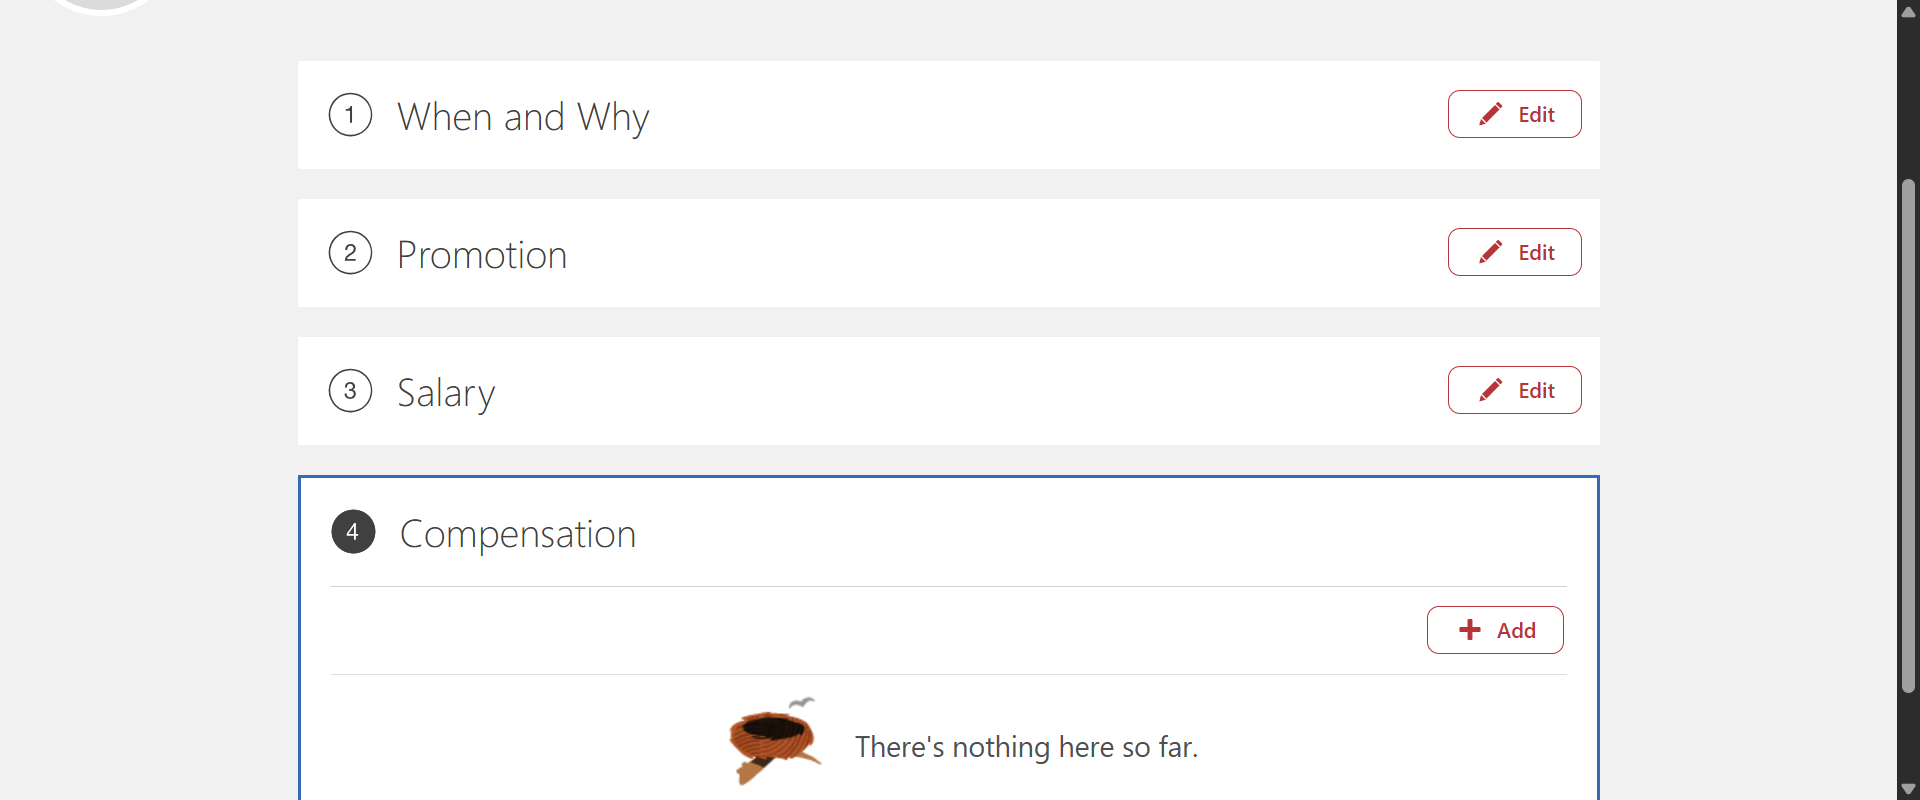 1 When and Why Edit
2 Promotion Edit
3 Salary Edit
4 Compensation
Add
There's nothing here so far.